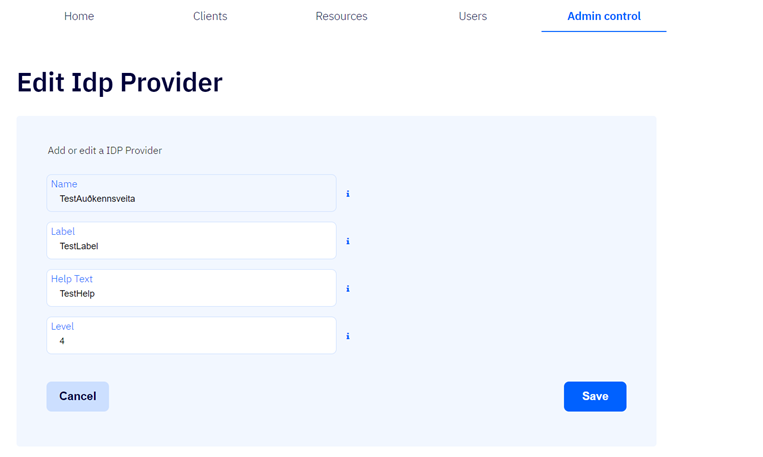 Home Clients Resources Users Admin control
Edit Idp Provider
Add or edit a IDP Provider
Name
TestAuðkennsveita
Label
TestLabel
Help Text
TestHelp
Level
4
Cancel Save